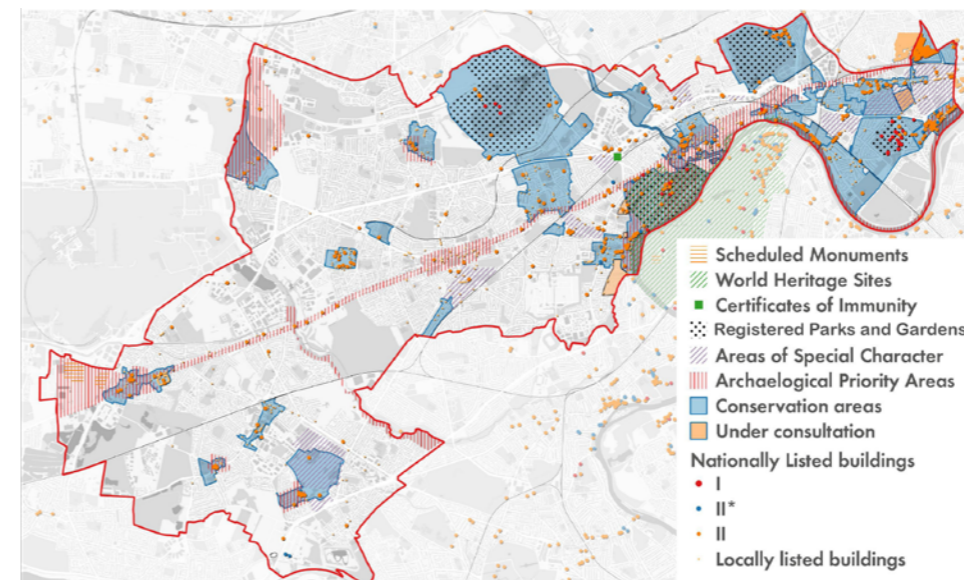 Scheduled Monuments
World Heritage Sites
Certificates of Immunity
Registered Parks and Gardens
Areas of Special Character
Archaelogical Priority Areas
Conservation areas
Under consultation
Nationally Listed buildings
I
II*
II
Locally listed buildings